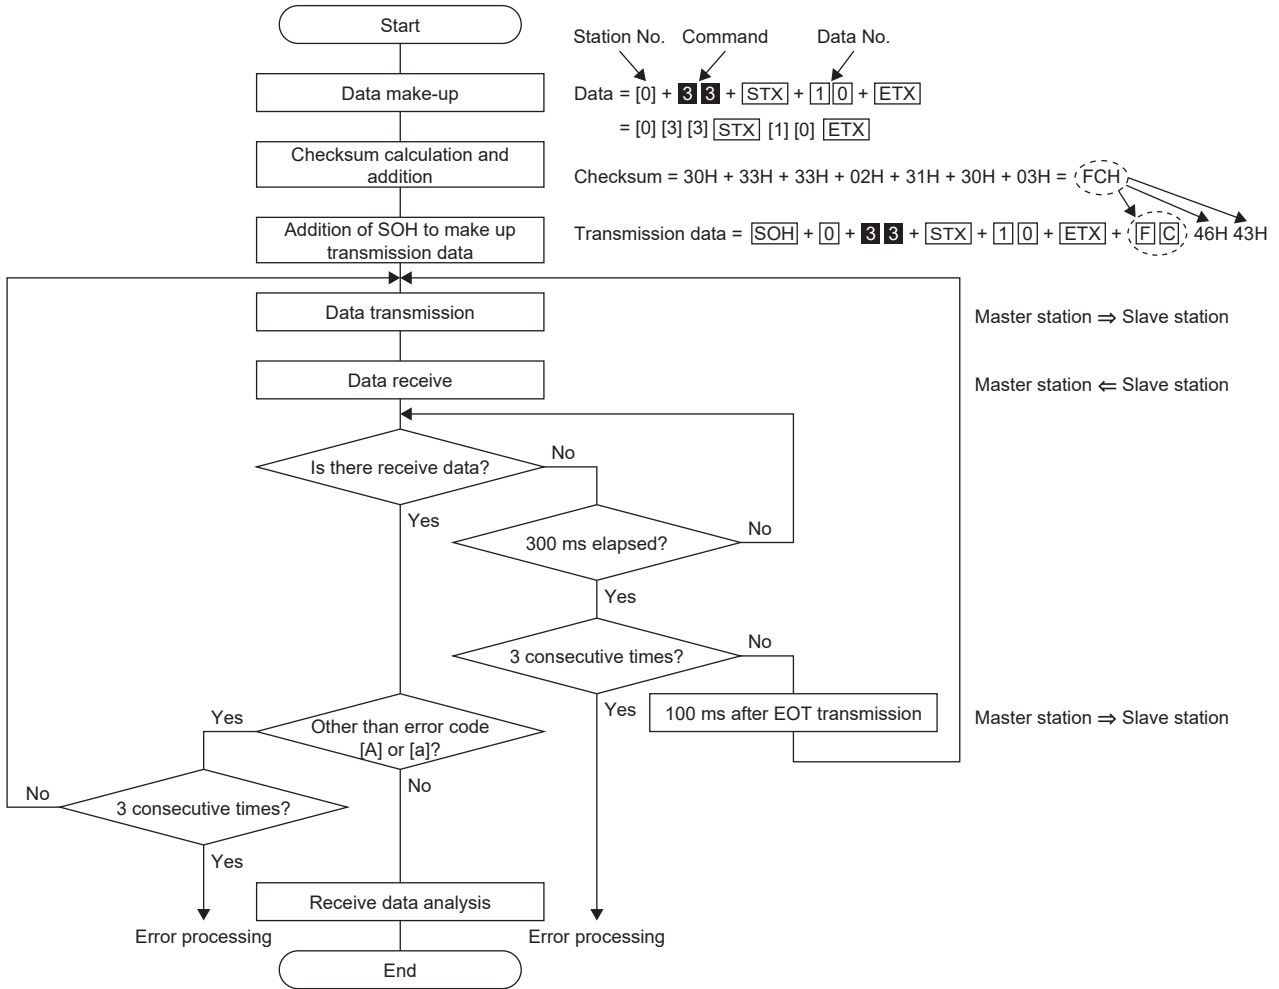 Start
Station No. Command Data No.
Data make-up
Data = [0] + 3 3 + STX + 1 0 + ETX
= [0] [3] [3] STX [1] [0] ETX
Checksum calculation and
addition
Checksum = 30H + 33H + 33H + 02H + 31H + 30H + 03H = FCH
Addition of SOH to make up
transmission data
Transmission data = SOH + 0 + 3 3 + STX + 1 0 + ETX + F C 46H 43H
Data transmission
Master station ⇒ Slave station
Data receive
Master station ⇐ Slave station
Is there receive data?
No
Yes
300 ms elapsed?
No
Yes
3 consecutive times?
No
Yes
100 ms after EOT transmission
Master station ⇒ Slave station
Other than error code
[A] or [a]?
Yes
No
3 consecutive times?
No
Yes
Receive data analysis
Error processing
Error processing
End